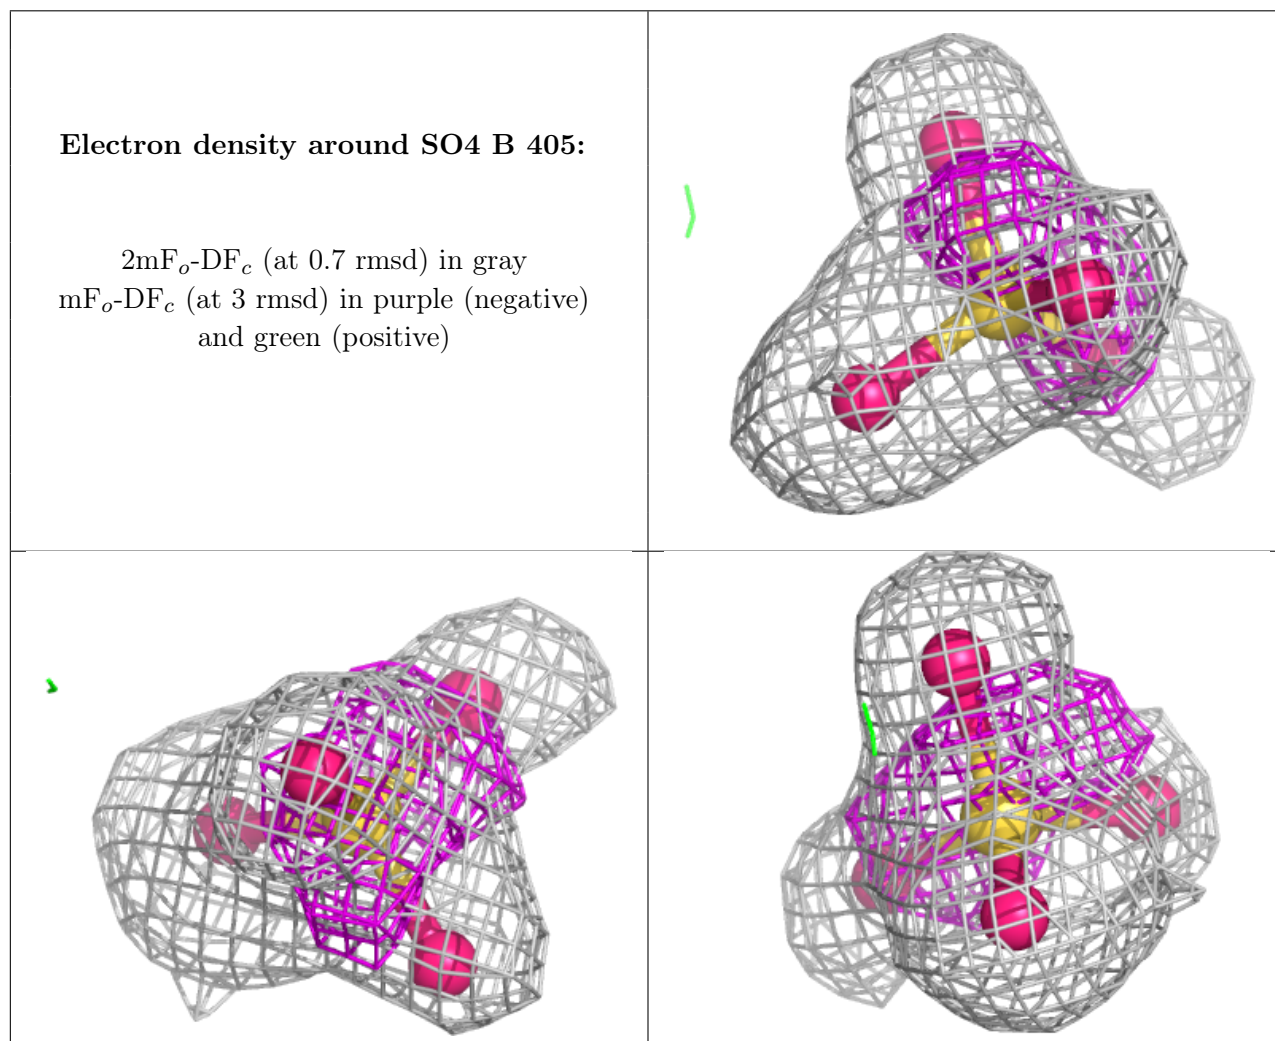 Electron density around SO4 B 405:
2mFₒ-DF𝒸 (at 0.7 rmsd) in gray
mFₒ-DF𝒸 (at 3 rmsd) in purple (negative)
and green (positive)